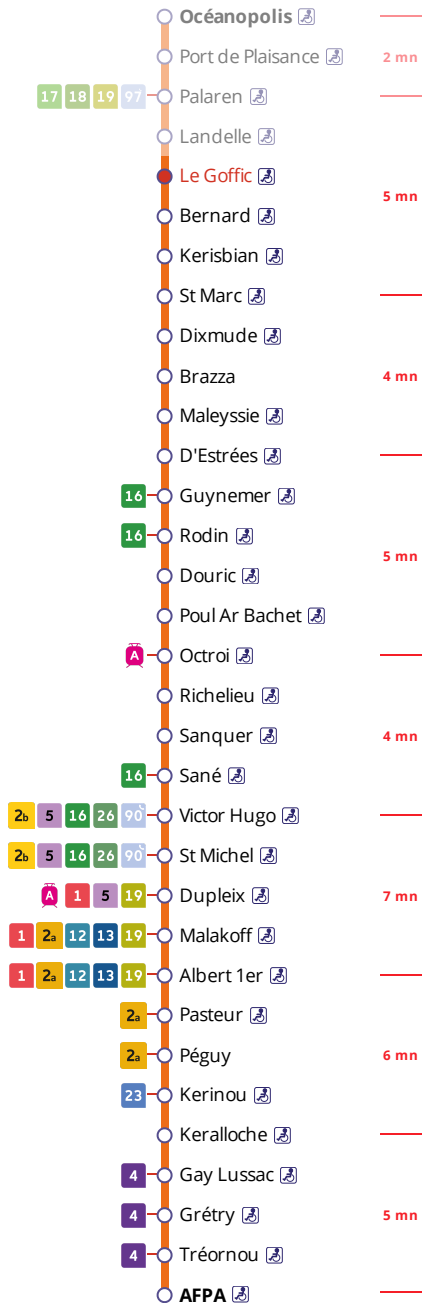 Océanopolis
Port de Plaisance 2 mn
17 18 19 97 Palaren
Landelle
Le Goffic
5 mn
Bernard
Kerisbian
St Marc
Dixmude
Brazza 4 mn
Maleyssie
D'Estrées
16 Guynemer
16 Rodin
5 mn
Douric
Poul Ar Bachet
A Octroi
Richelieu
Sanquer 4 mn
16 Sané
2b 5 16 26 90 Victor Hugo
2b 5 16 26 90 St Michel
A 1 5 19 Dupleix 7 mn
1 2a 12 13 19 Malakoff
1 2a 12 13 19 Albert 1er
2a Pasteur
2a Péguy 6 mn
23 Kerinou
Keralloche
4 Gay Lussac
4 Grétry 5 mn
4 Tréornou
AFPA